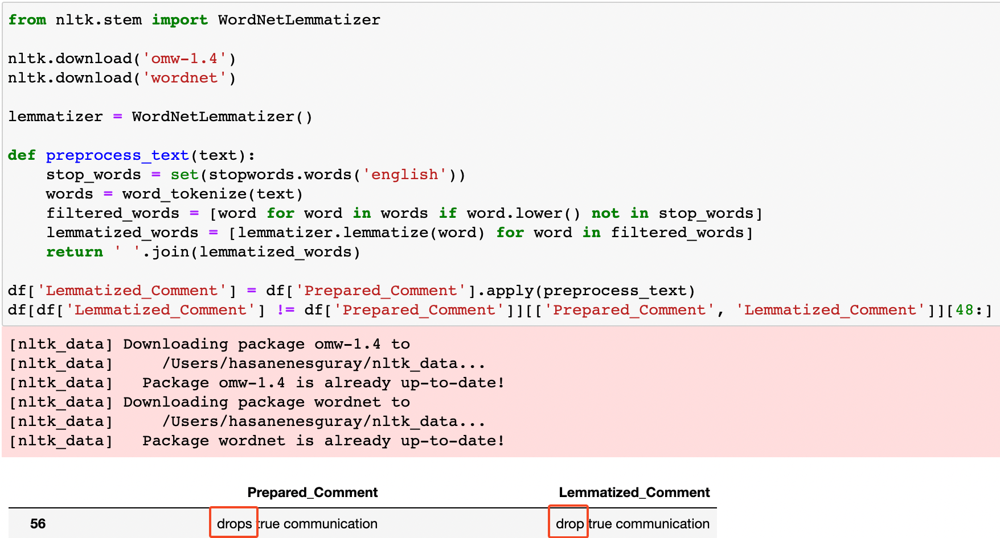 from nltk.stem import WordNetLemmatizer
nltk.download('omw-1.4')
nltk.download('wordnet')
lemmatizer = WordNetLemmatizer()
def preprocess_text(text):
    stop_words = set(stopwords.words('english'))
    words = word_tokenize(text)
    filtered_words = [word for word in words if word.lower() not in stop_words]
    lemmatized_words = [lemmatizer.lemmatize(word) for word in filtered_words]
    return ' '.join(lemmatized_words)
df['Lemmatized_Comment'] = df['Prepared_Comment'].apply(preprocess_text)
df[df['Lemmatized_Comment'] != df['Prepared_Comment']][['Prepared_Comment', 'Lemmatized_Comment']][48:]
[nltk_data] Downloading package omw-1.4 to
[nltk_data]     /Users/hasanenesguray/nltk_data...
[nltk_data]   Package omw-1.4 is already up-to-date!
[nltk_data] Downloading package wordnet to
[nltk_data]     /Users/hasanenesguray/nltk_data...
[nltk_data]   Package wordnet is already up-to-date!
Prepared_Comment Lemmatized_Comment
56 drops true communication drop true communication